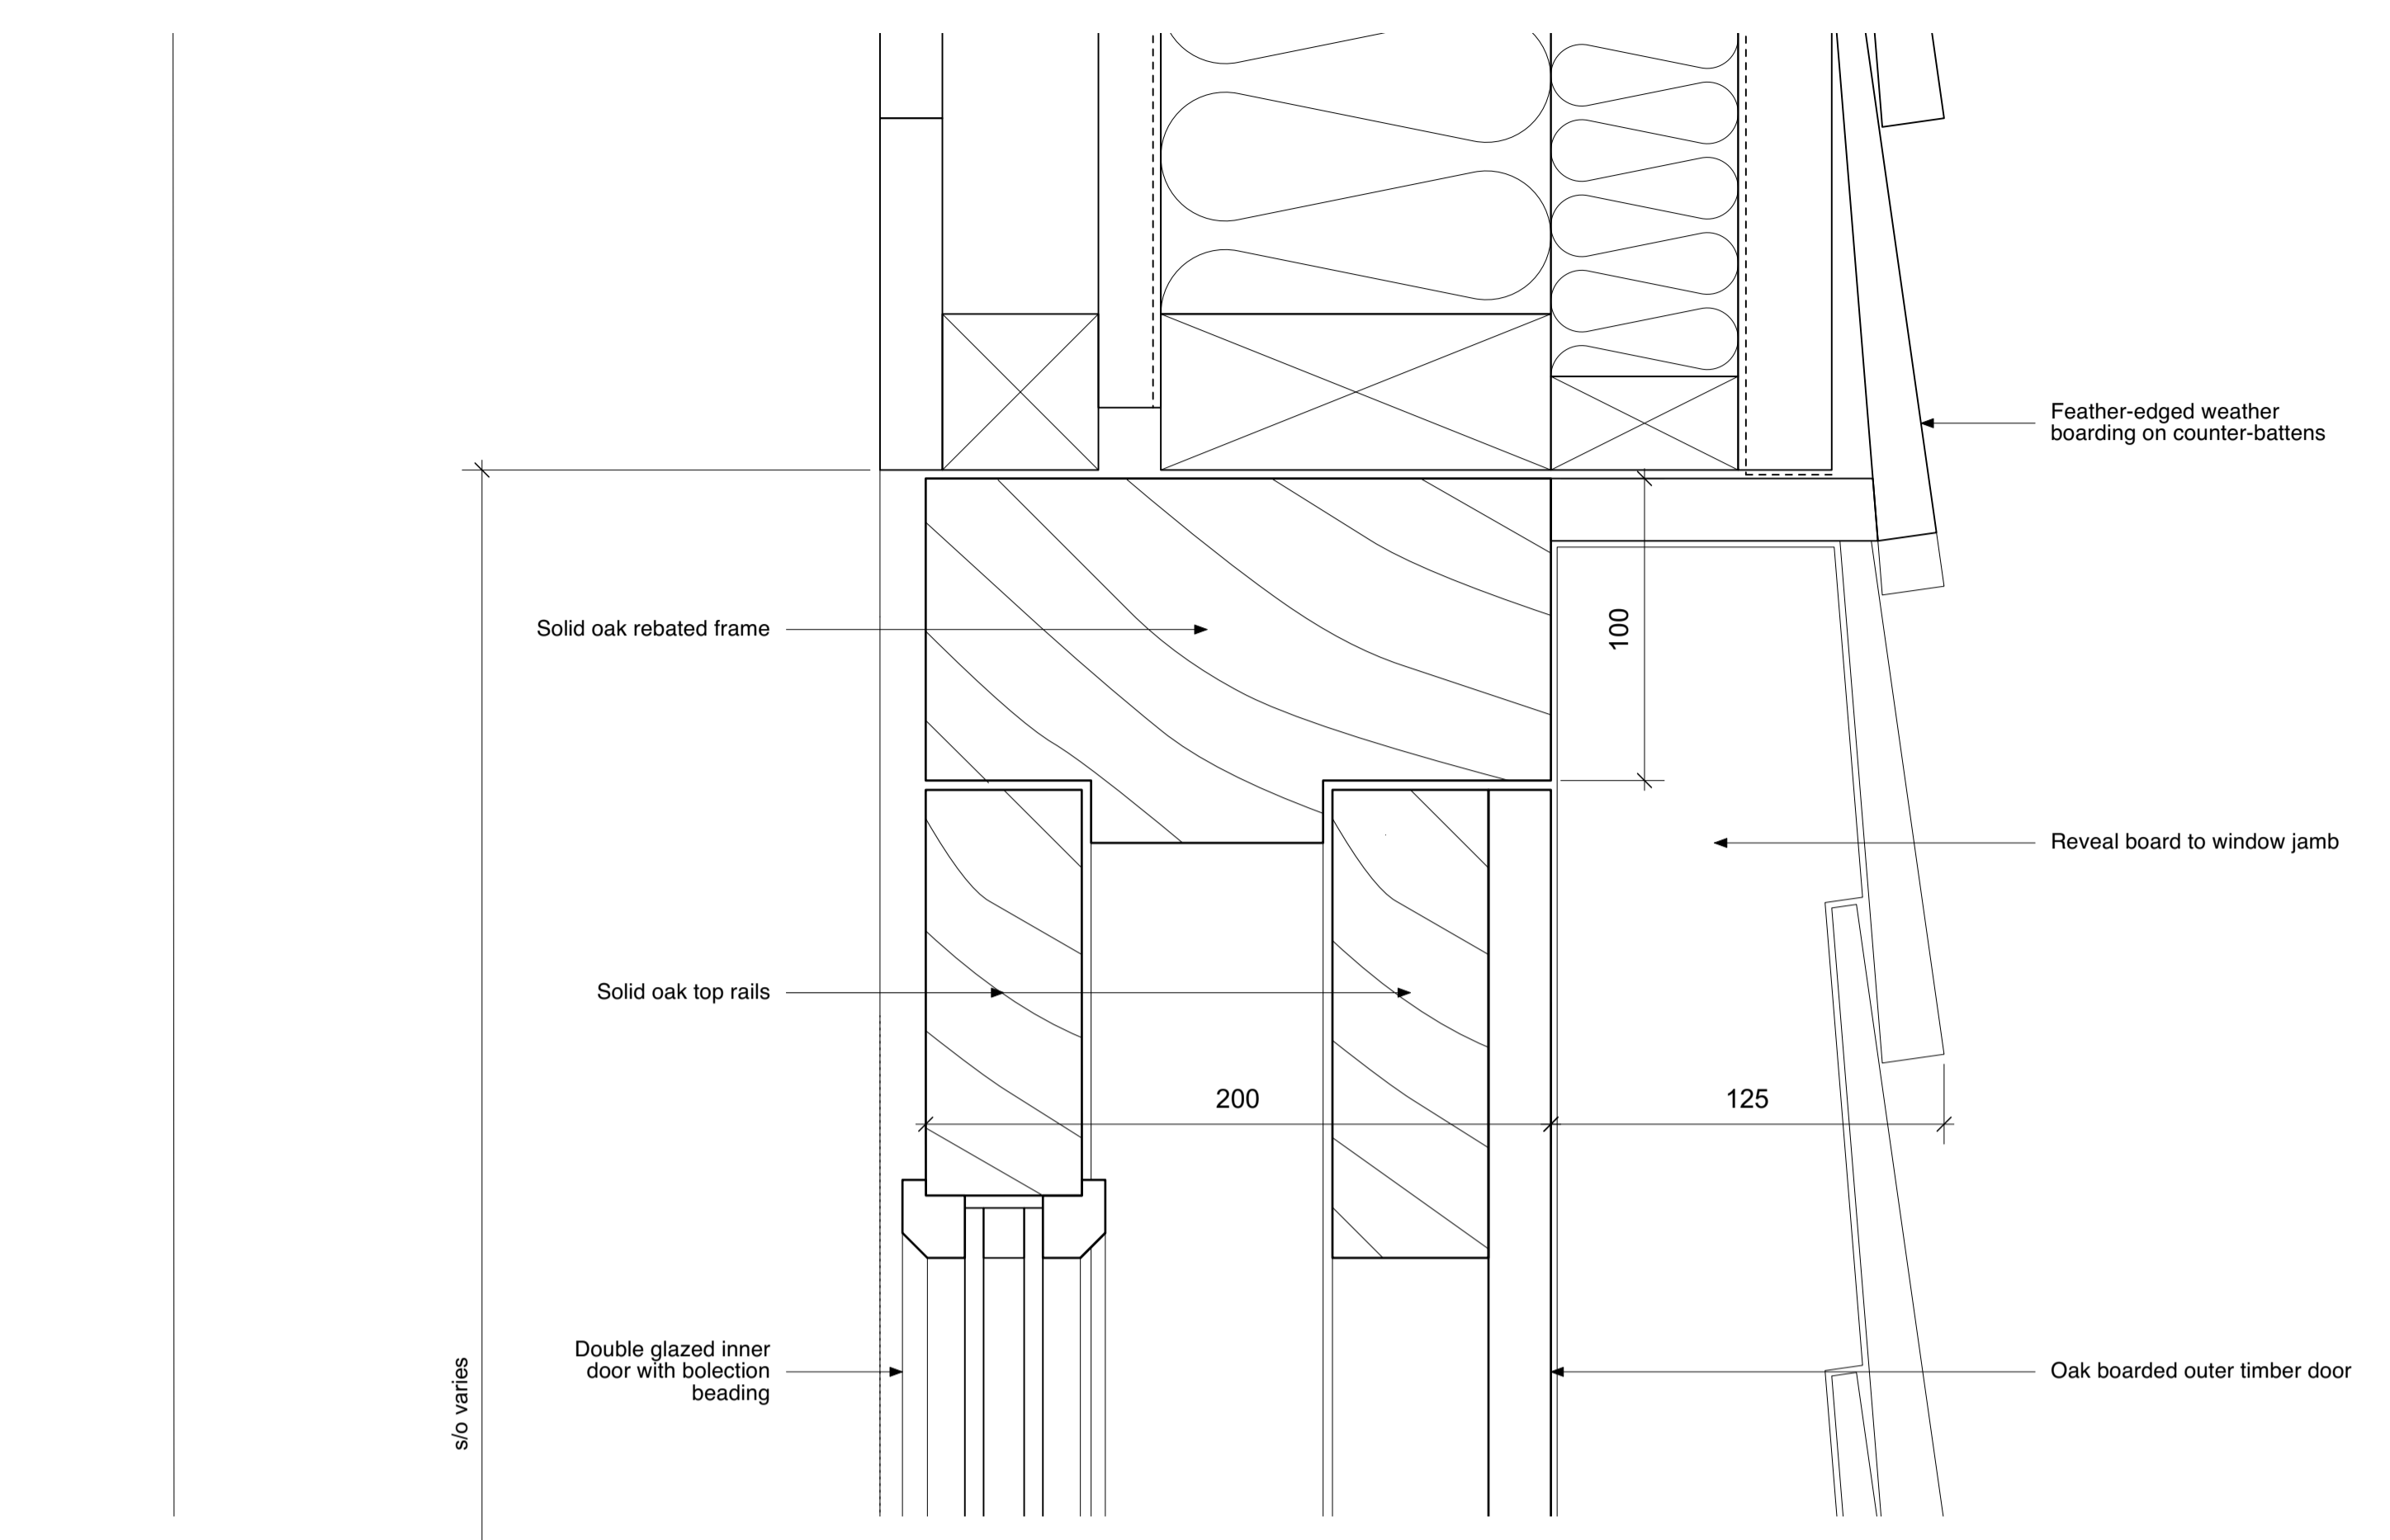 Feather-edged weather
boarding on counter-battens
Solid oak rebated frame
100
Reveal board to window jamb
Solid oak top rails
200
125
Double glazed inner
door with bolection
beading
Oak boarded outer timber door
s/o varies